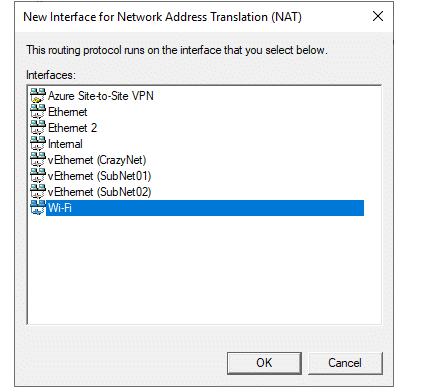 New Interface for Network Address Translation (NAT)
This routing protocol runs on the interface that you select below.
Interfaces:
Azure Site-to-Site VPN
Ethernet
Ethernet 2
Internal
vEthernet (CrazyNet)
vEthernet (SubNet01)
vEthernet (SubNet02)
Wi-Fi
OK Cancel